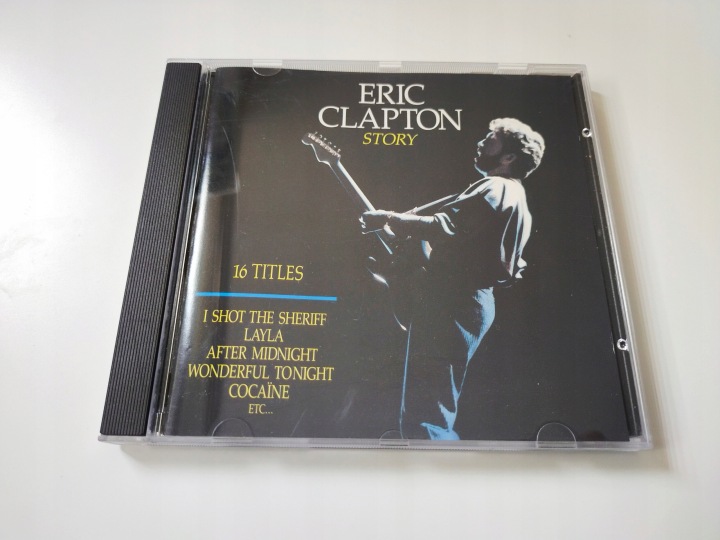 ERIC
CLAPTON
STORY
16 TITLES
I SHOT THE SHERIFF
LAYLA
AFTER MIDNIGHT
WONDERFUL TONIGHT
COCAÏNE
ETC...